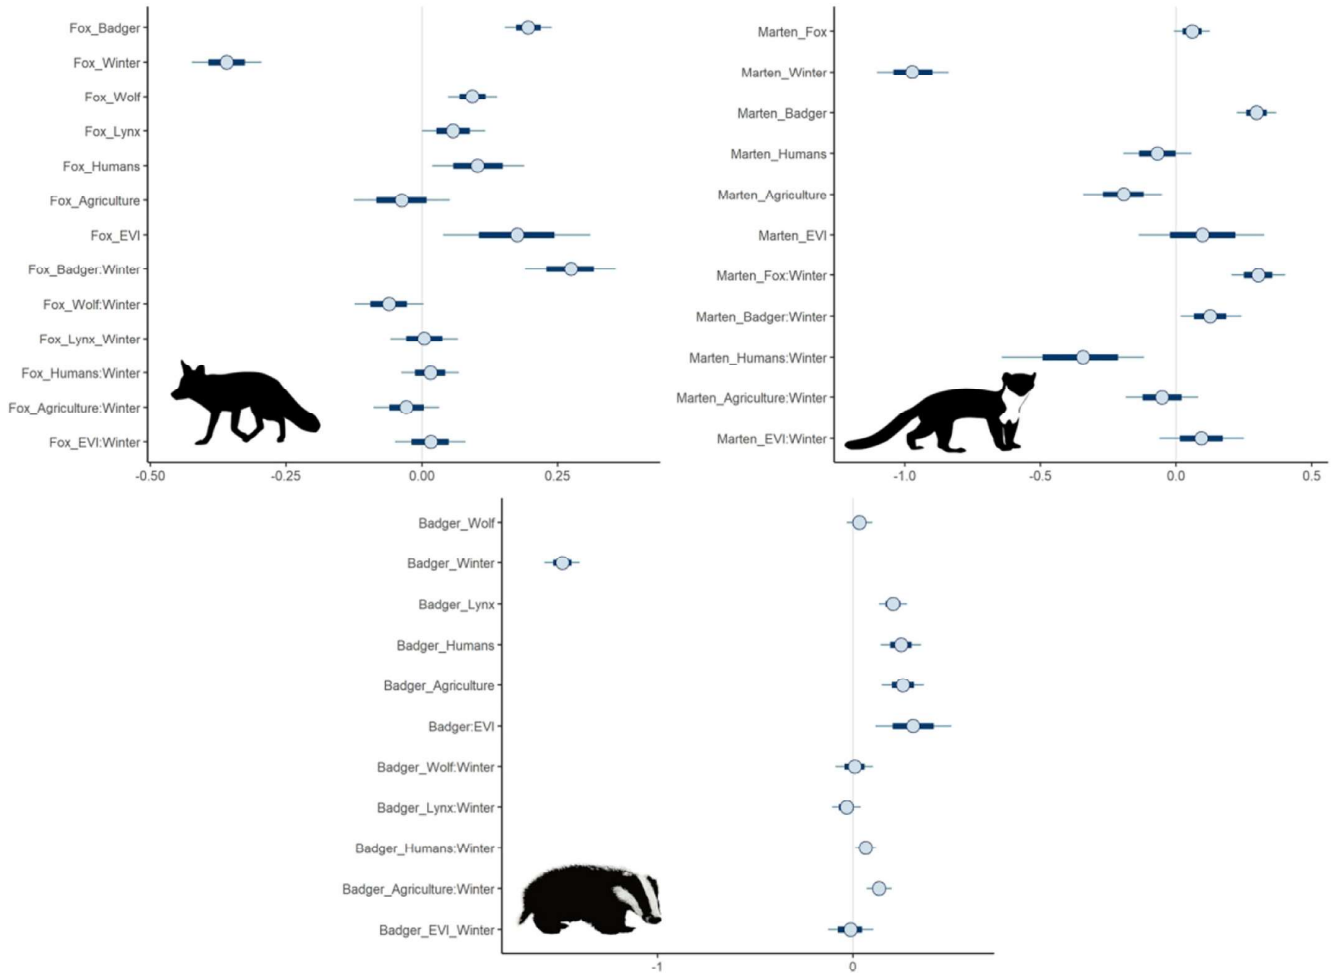 Fox_Badger
Fox_Winter
Fox_Wolf
Fox_Lynx
Fox_Humans
Fox_Agriculture
Fox_EVI
Fox_Badger:Winter
Fox_Wolf:Winter
Fox_Lynx_Winter
Fox_Humans:Winter
Fox_Agriculture:Winter
Fox_EVI:Winter
-0.50 -0.25 0.00 0.25
Marten_Fox
Marten_Winter
Marten_Badger
Marten_Humans
Marten_Agriculture
Marten_EVI
Marten_Fox:Winter
Marten_Badger:Winter
Marten_Humans:Winter
Marten_Agriculture:Winter
Marten_EVI:Winter
-1.0 -0.5 0.0 0.5
Badger_Wolf
Badger_Winter
Badger_Lynx
Badger_Humans
Badger_Agriculture
Badger:EVI
Badger_Wolf:Winter
Badger_Lynx:Winter
Badger_Humans:Winter
Badger_Agriculture:Winter
Badger_EVI_Winter
-1 0